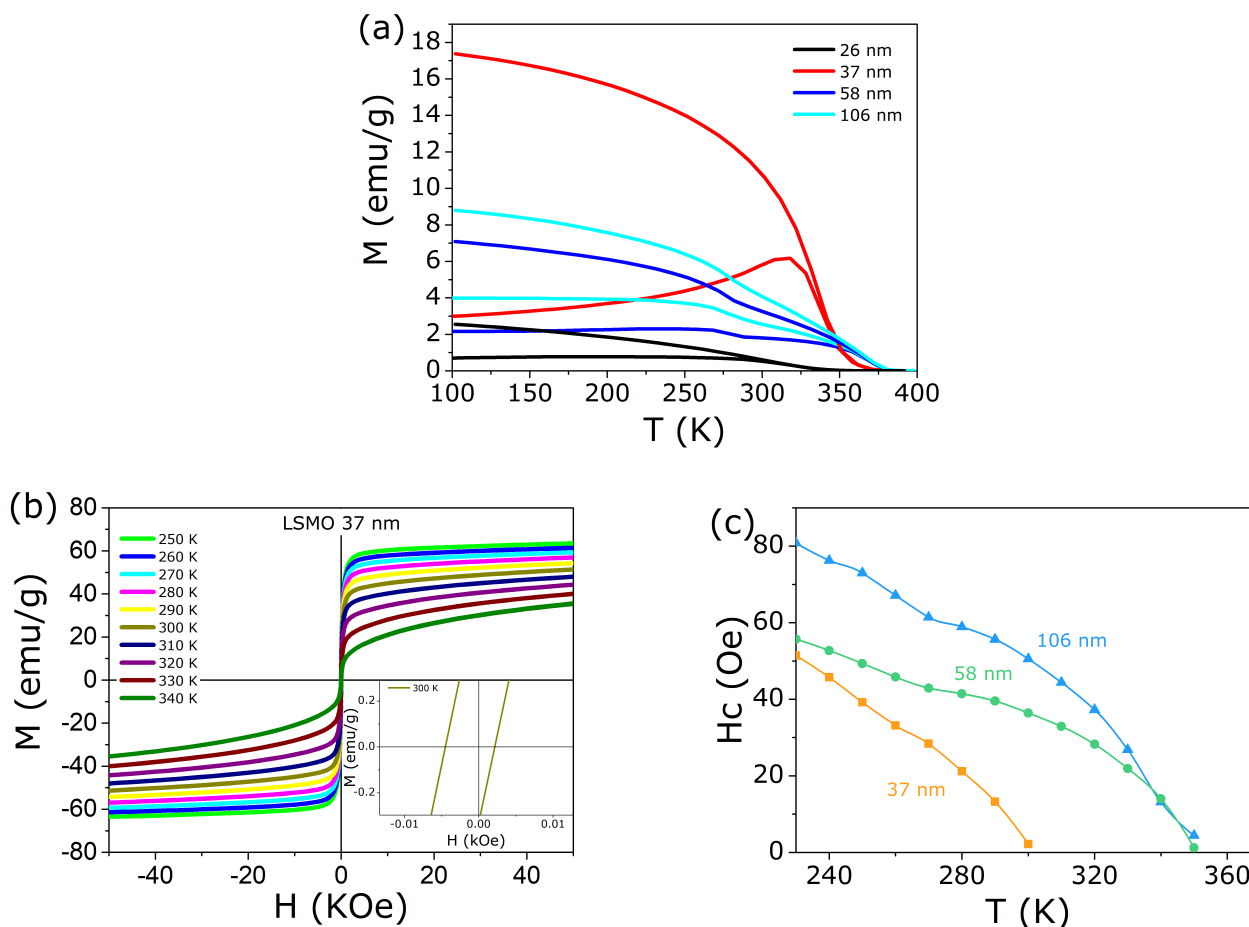 (a)
18
16
14
12
10
8
6
4
2
0
M (emu/g)
26 nm
37 nm
58 nm
106 nm
100 150 200 250 300 350 400
T (K)
(b)
LSMO 37 nm
80
60
40
20
0
-20
-40
-60
-80
M (emu/g)
250 K
260 K
270 K
280 K
290 K
300 K
310 K
320 K
330 K
340 K
300 K
0.2
0.0
-0.2
M (emu/g)
-0.01 0.00 0.01
H (kOe)
-40 -20 0 20 40
H (KOe)
(c)
80
60
40
20
0
Hc (Oe)
106 nm
58 nm
37 nm
240 280 320 360
T (K)